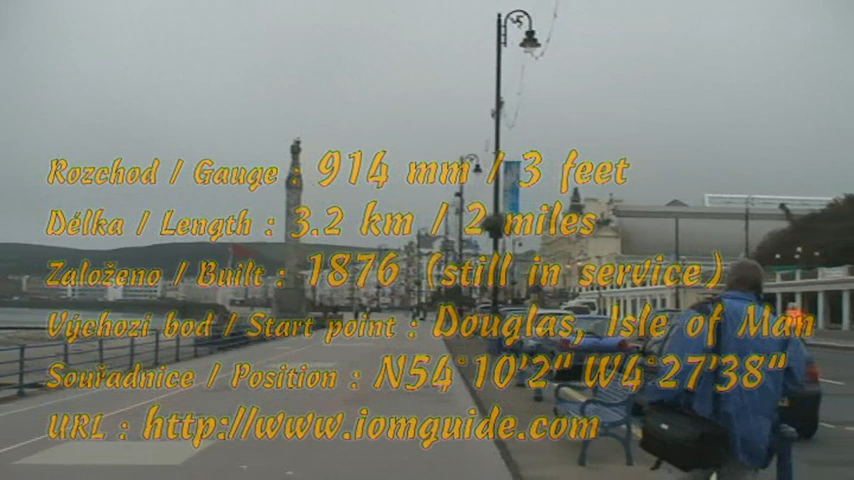 Rozchod / Gauge : 914 mm / 3 feet
Délka / Length : 3.2 km / 2 miles
Založeno / Built : 1876 (still in service)
Výchozí bod / Start point : Douglas, Isle of Man
Souřadnice / Position : N54°10'2" W4°27'38"
URL : http://www.iomguide.com